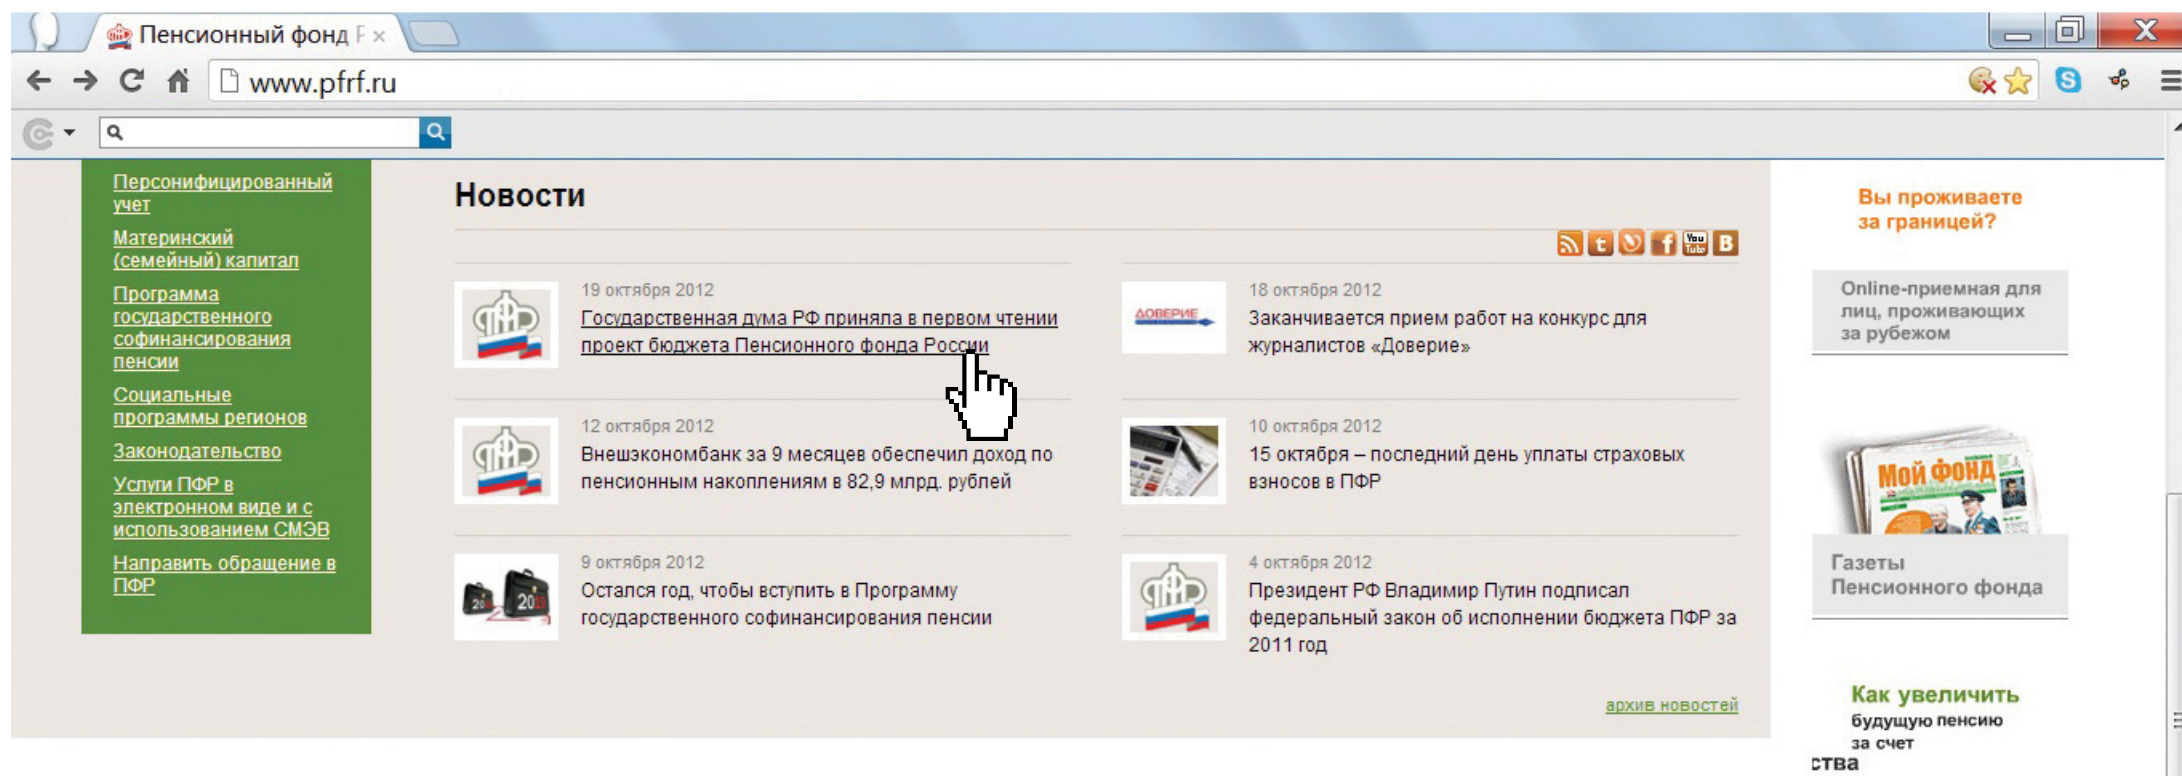 Пенсионный фонд Р
www.pfrf.ru
Персонифицированный
учет
Материнский
(семейный) капитал
Программа
государственного
софинансирования
пенсии
Социальные
программы регионов
Законодательство
Услуги ПФР в
электронном виде и с
использованием СМЭВ
Направить обращение в
ПФР
Новости
You
Tube
19 октября 2012
Государственная дума РФ приняла в первом чтении
проект бюджета Пенсионного фонда России
18 октября 2012
ДОВЕРИЕ
Заканчивается прием работ на конкурс для
журналистов «Доверие»
12 октября 2012
Внешэкономбанк за 9 месяцев обеспечил доход по
пенсионным накоплениям в 82,9 млрд. рублей
10 октября 2012
15 октября – последний день уплаты страховых
взносов в ПФР
9 октября 2012
Остался год, чтобы вступить в Программу
государственного софинансирования пенсии
4 октября 2012
Президент РФ Владимир Путин подписал
федеральный закон об исполнении бюджета ПФР за
2011 год
архив новостей
Вы проживаете
за границей?
Online-приемная для
лиц, проживающих
за рубежом
Мой фонд
Газеты
Пенсионного фонда
Как увеличить
будущую пенсию
за счет
ства